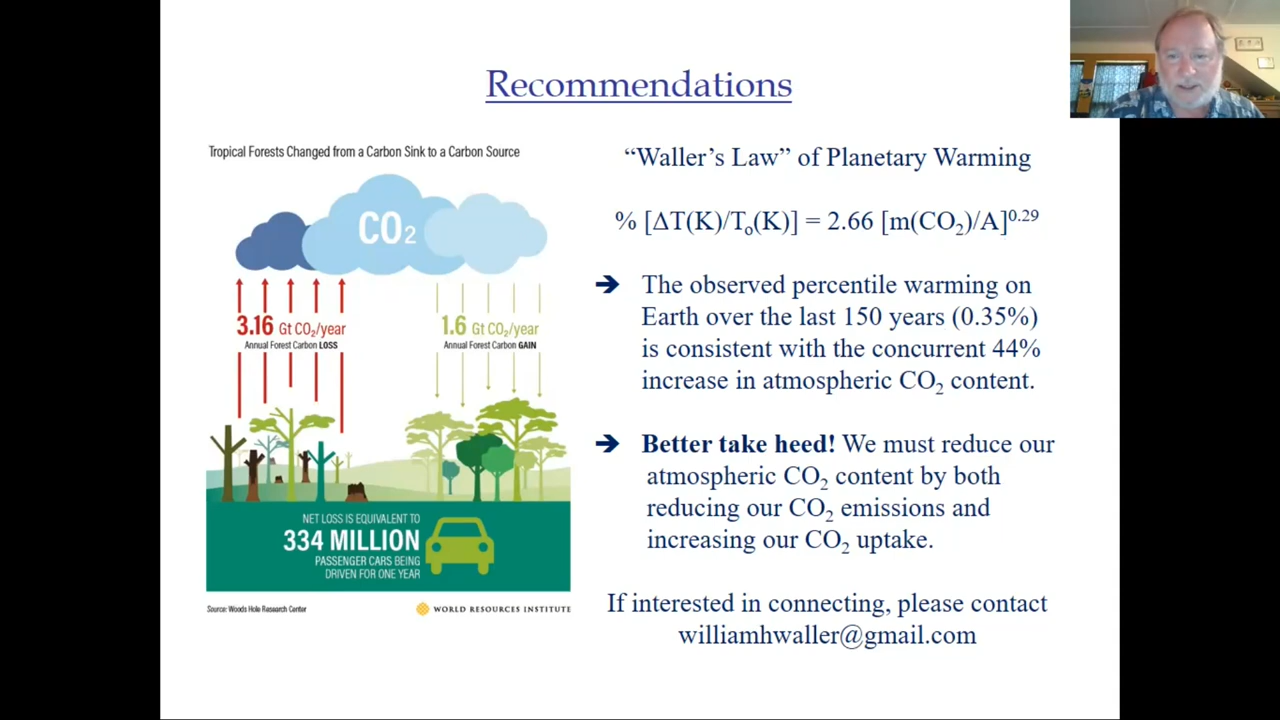 Recommendations
Tropical Forests Changed from a Carbon Sink to a Carbon Source
CO₂
3.16 Gt CO₂/year
Annual Forest Carbon LOSS
1.6 Gt CO₂/year
Annual Forest Carbon GAIN
NET LOSS IS EQUIVALENT TO
334 MILLION
PASSENGER CARS BEING
DRIVEN FOR ONE YEAR
Source: Woods Hole Research Center
WORLD RESOURCES INSTITUTE
“Waller’s Law” of Planetary Warming
% [ΔT(K)/Tₒ(K)] = 2.66 [m(CO₂)/A]⁰·²⁹
➔ The observed percentile warming on
Earth over the last 150 years (0.35%)
is consistent with the concurrent 44%
increase in atmospheric CO₂ content.
➔ Better take heed! We must reduce our
atmospheric CO₂ content by both
reducing our CO₂ emissions and
increasing our CO₂ uptake.
If interested in connecting, please contact
williamhwaller@gmail.com